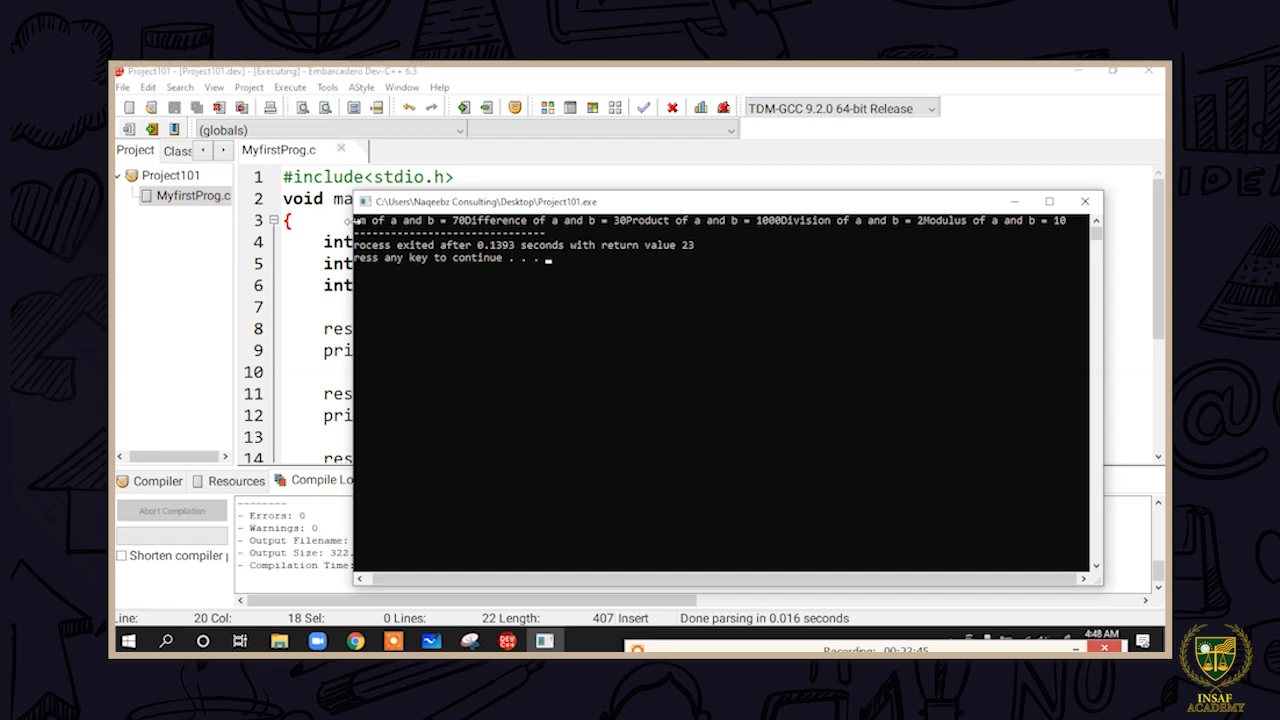 Project101 - [Project101.dev] - [Executing] - Embarcadero Dev-C++ 6.3
File Edit Search View Project Execute Tools AStyle Window Help
TDM-GCC 9.2.0 64-bit Release
(globals)
Project Class MyfirstProg.c
Project101
MyfirstProg.c
1 #include<stdio.h>
2 void ma
3 {
4 int
5 int
6 int
7
8 res
9 pri
10
11 res
12 pri
13
14 res
C:\Users\Naqeebz Consulting\Desktop\Project101.exe
m of a and b = 70Difference of a and b = 30Product of a and b = 1000Division of a and b = 2Modulus of a and b = 10
--------------------------------
rocess exited after 0.1393 seconds with return value 23
ress any key to continue . . .
Compiler Resources Compile Lo
Abort Compilation
Shorten compiler p
--------
- Errors: 0
- Warnings: 0
- Output Filename:
- Output Size: 322.
- Compilation Time:
Line: 20 Col: 18 Sel: 0 Lines: 22 Length: 407 Insert Done parsing in 0.016 seconds
DEV C++
4:48 AM
Recording: 00:23:45
INSAF
ACADEMY